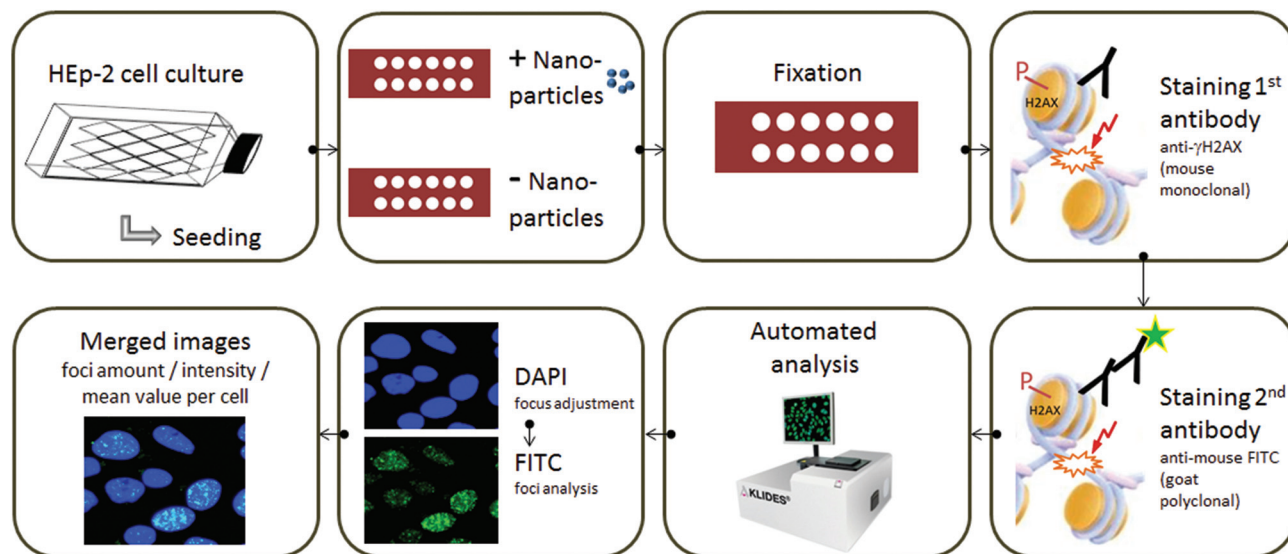 HEp-2 cell culture
Seeding
+ Nano-
particles
- Nano-
particles
Fixation
P
H2AX
Staining 1st
antibody
anti-γH2AX
(mouse
monoclonal)
P
H2AX
Staining 2nd
antibody
anti-mouse FITC
(goat
polyclonal)
Automated
analysis
AKLIDES®
DAPI
focus adjustment
FITC
foci analysis
Merged images
foci amount / intensity /
mean value per cell